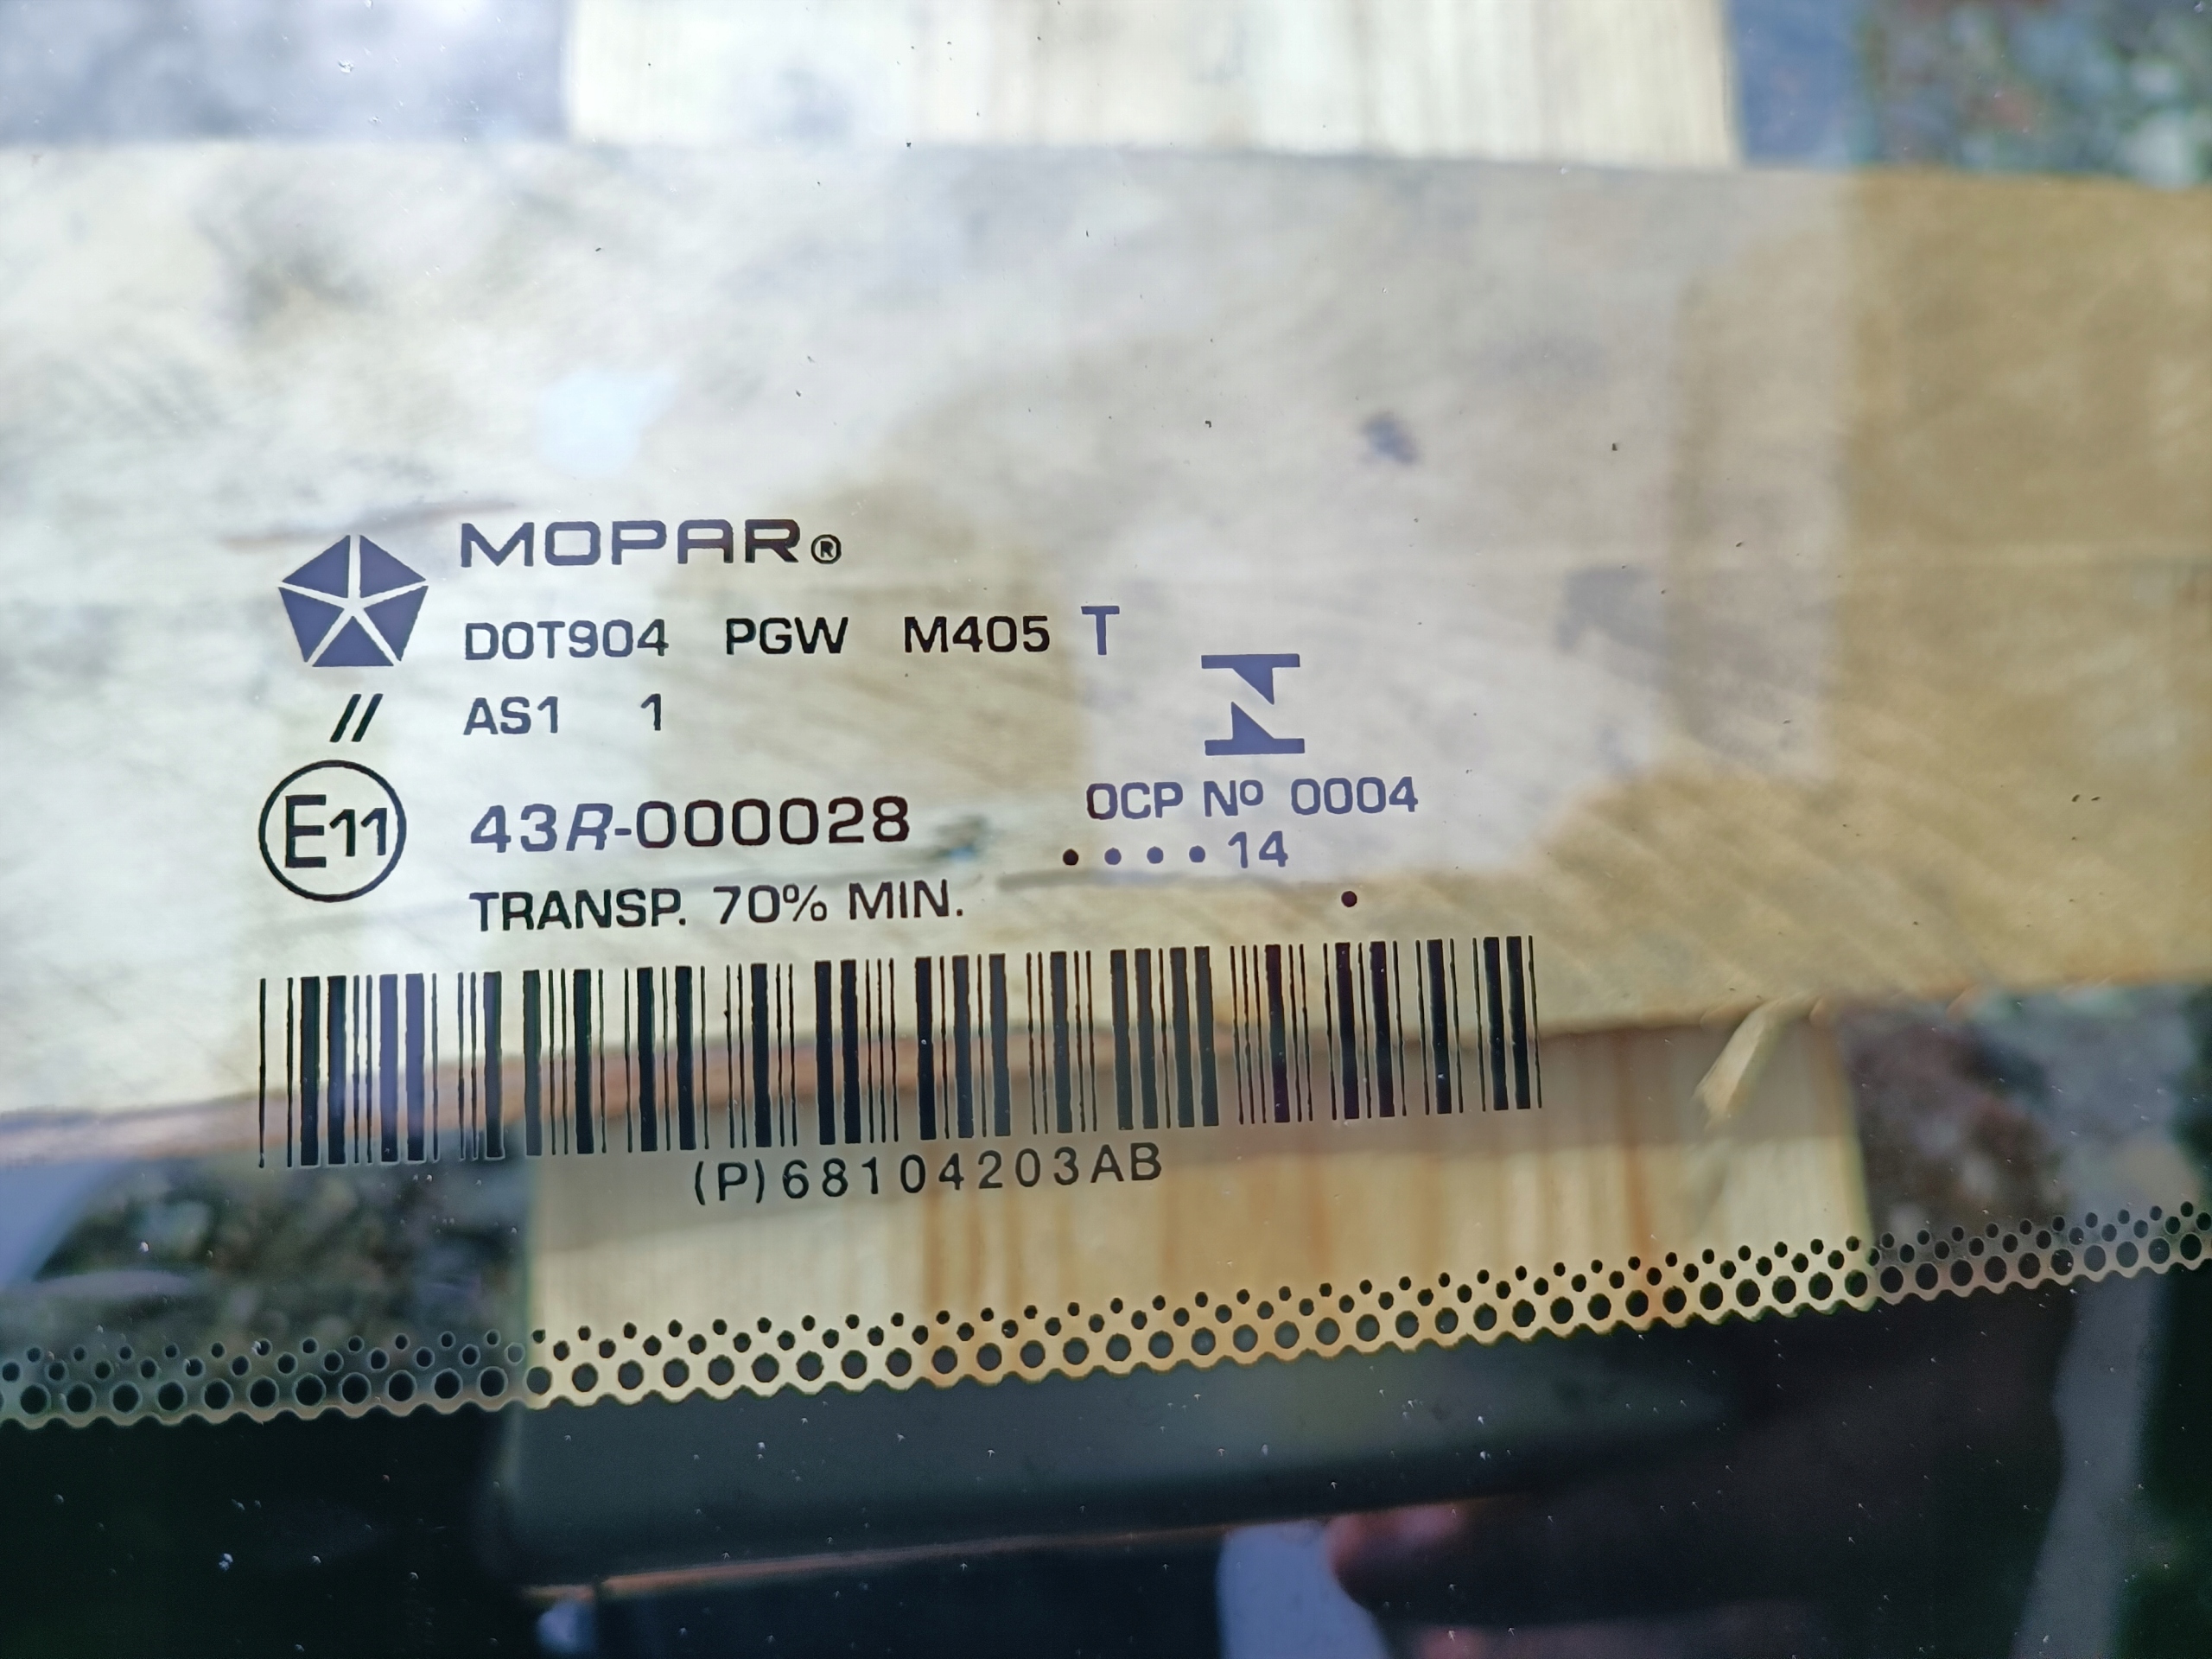 MOPAR®
DOT904 PGW M405 T
// AS1 1
E11 43R-000028
OCP Nº 0004
• • • • 14
TRANSP. 70% MIN.
(P)68104203AB